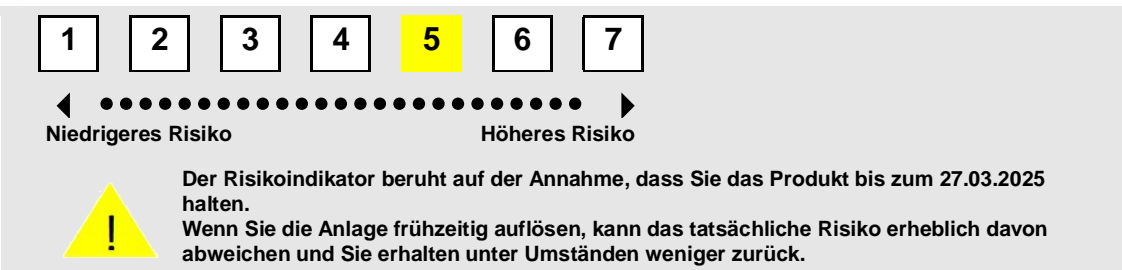 1 2 3 4 5 6 7
Niedrigeres Risiko Höheres Risiko
Der Risikoindikator beruht auf der Annahme, dass Sie das Produkt bis zum 27.03.2025
halten.
Wenn Sie die Anlage frühzeitig auflösen, kann das tatsächliche Risiko erheblich davon
abweichen und Sie erhalten unter Umständen weniger zurück.
!